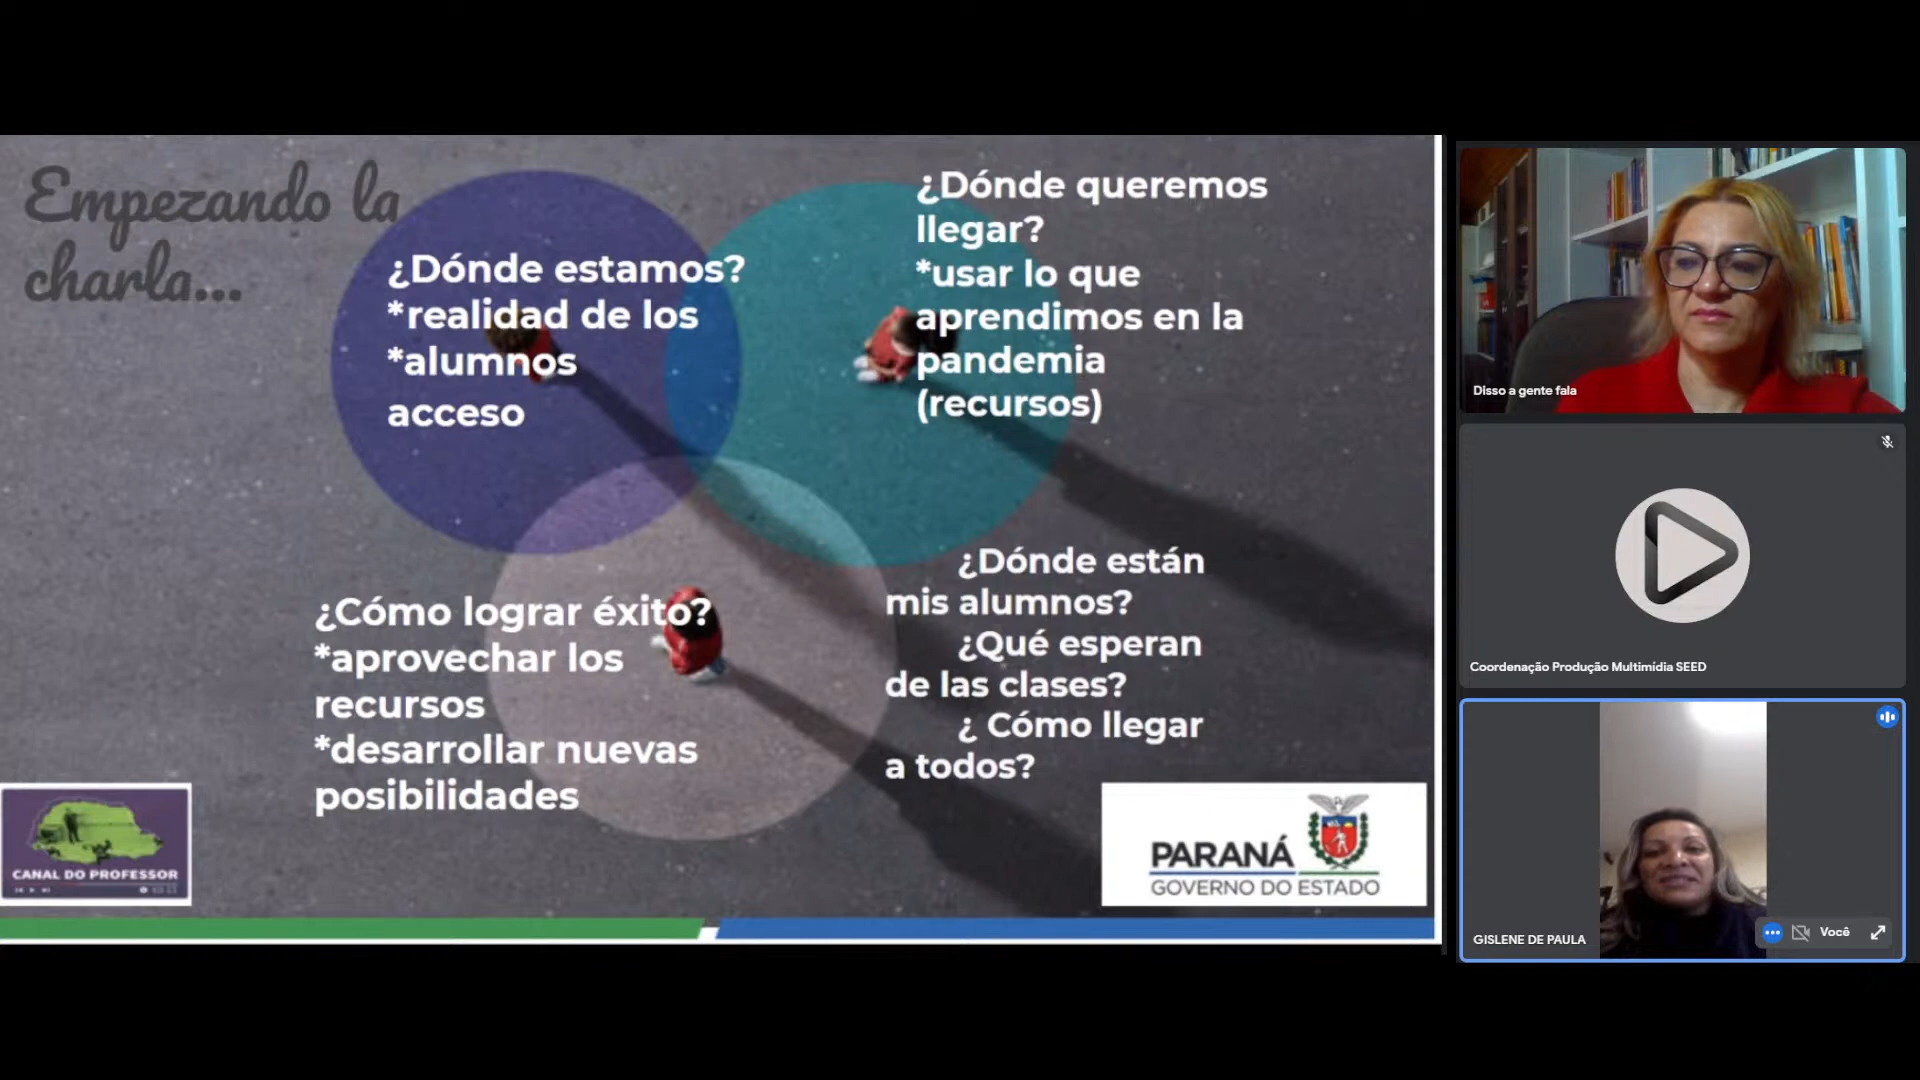 Empezando la
charla...
¿Dónde estamos?
*realidad de los
*alumnos
acceso
¿Dónde queremos
llegar?
*usar lo que
aprendimos en la
pandemia
(recursos)
¿Cómo lograr éxito?
*aprovechar los
recursos
*desarrollar nuevas
posibilidades
¿Dónde están
mis alumnos?
¿Qué esperan
de las clases?
¿ Cómo llegar
a todos?
CANAL DO PROFESSOR
PARANÁ
GOVERNO DO ESTADO
Disso a gente fala
Coordenação Produção Multimídia SEED
GISLENE DE PAULA
Você